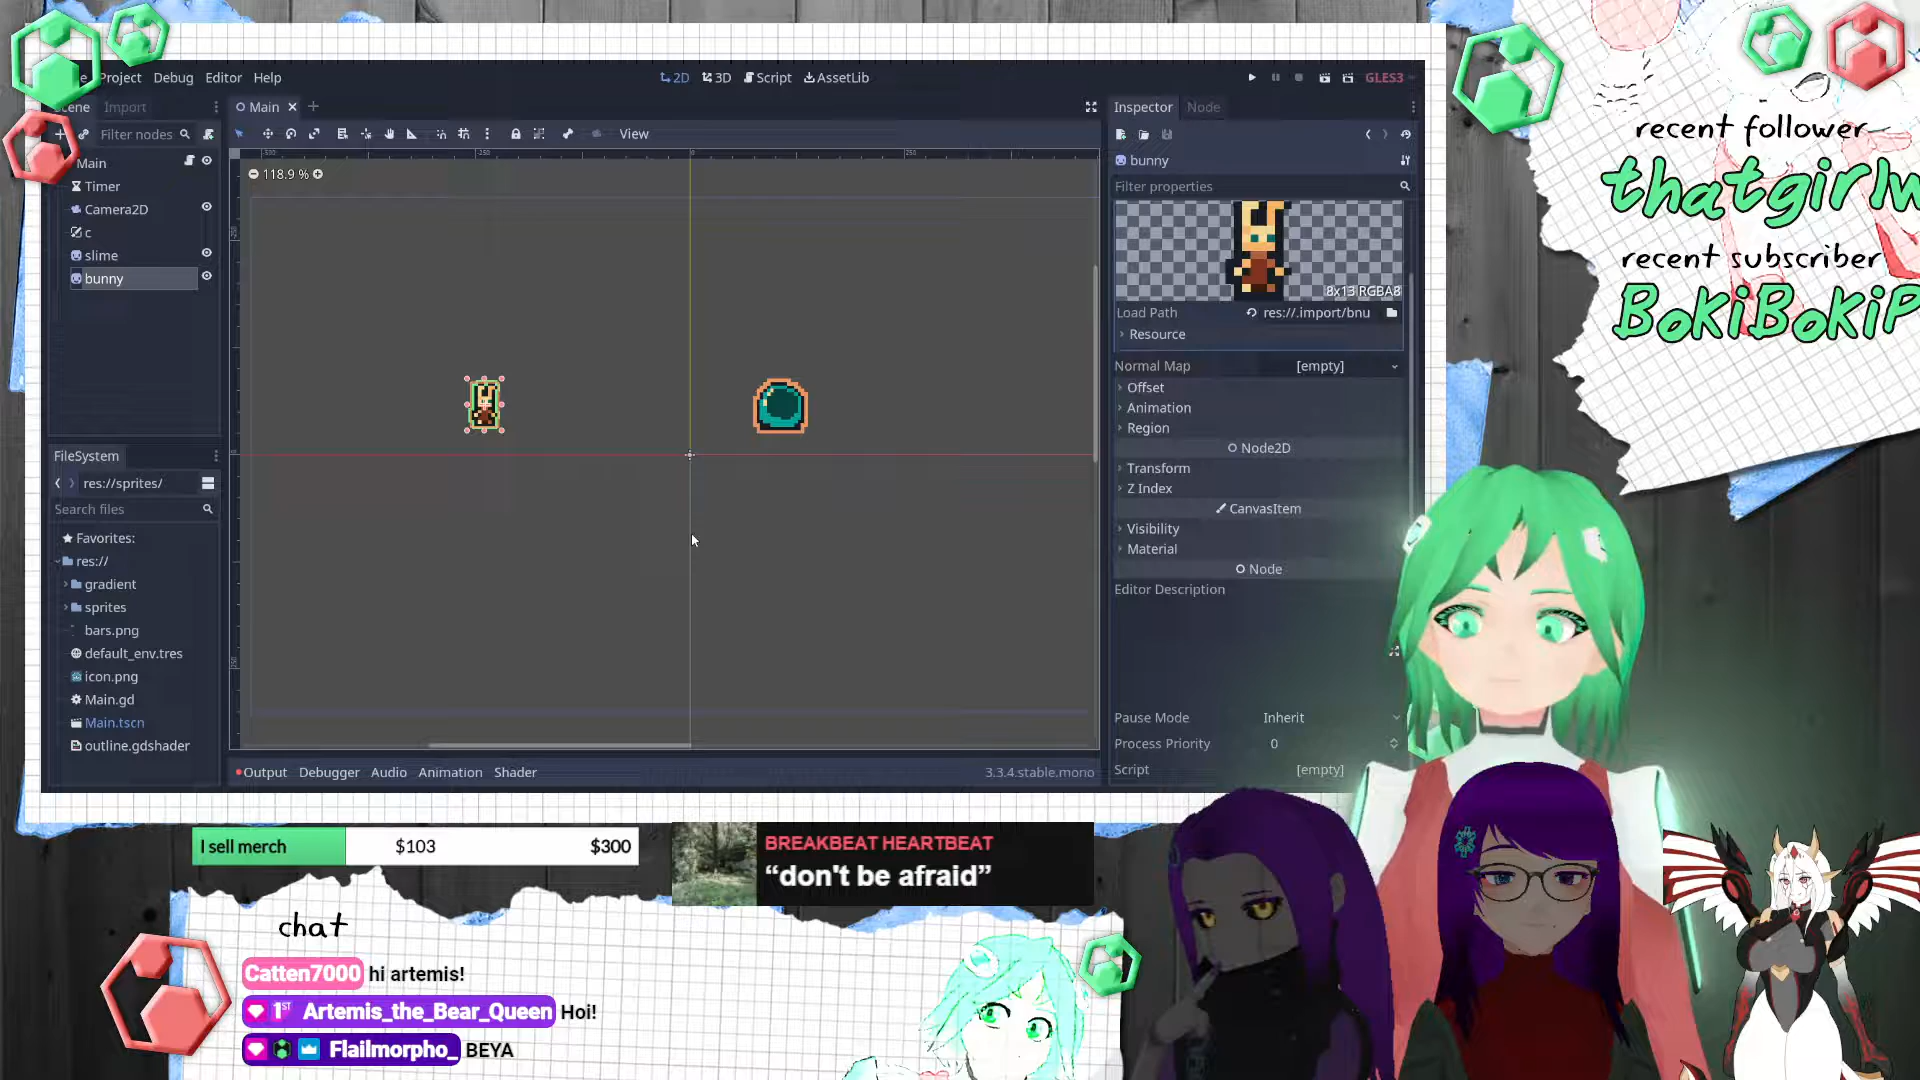 Project Debug Editor Help
2D 3D Script AssetLib
GLES3
Scene Import
Main
Inspector Node
Filter nodes
View
bunny
Main
Timer
Camera2D
c
slime
bunny
118.9 %
Filter properties
8x13 RGBA8
Load Path res://.import/bnu
Resource
Normal Map [empty]
Offset
Animation
Region
Node2D
Transform
Z Index
CanvasItem
Visibility
Material
Node
Editor Description
Pause Mode Inherit
Process Priority 0
Script [empty]
FileSystem
res://sprites/
Search files
Favorites:
res://
gradient
sprites
bars.png
default_env.tres
icon.png
Main.gd
Main.tscn
outline.gdshader
Output Debugger Audio Animation Shader
3.3.4.stable.mono
recent follower
thatgirlw
recent subscriber
BokiBokiP
I sell merch $103 $300
BREAKBEAT HEARTBEAT
“don't be afraid”
chat
Catten7000 hi artemis!
1ST Artemis_the_Bear_Queen Hoi!
Flailmorpho_ BEYA